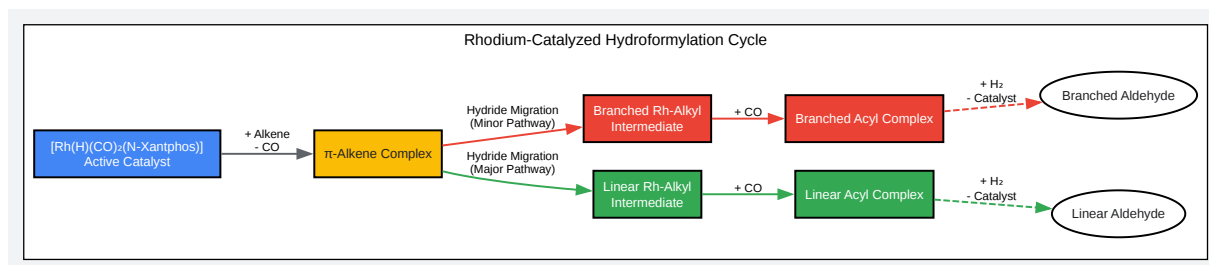 Rhodium-Catalyzed Hydroformylation Cycle
[Rh(H)(CO)₂(N-Xantphos)]
Active Catalyst
+ Alkene
- CO
π-Alkene Complex
Hydride Migration
(Minor Pathway)
Branched Rh-Alkyl
Intermediate
+ CO
Branched Acyl Complex
+ H₂
- Catalyst
Branched Aldehyde
Hydride Migration
(Major Pathway)
Linear Rh-Alkyl
Intermediate
+ CO
Linear Acyl Complex
+ H₂
- Catalyst
Linear Aldehyde